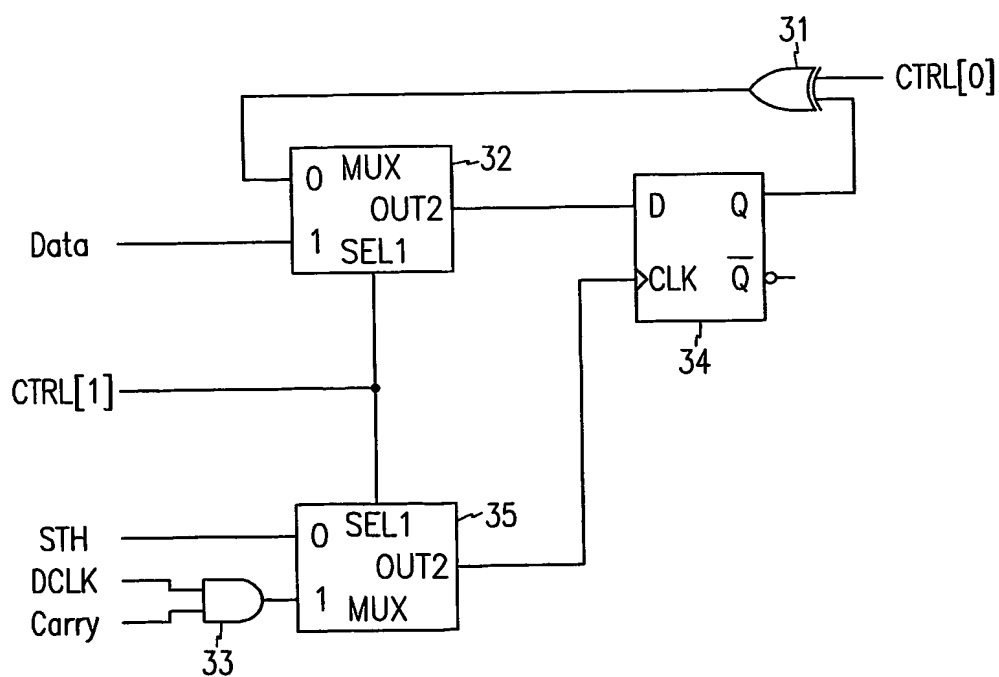 31
CTRL[0]
0 MUX
32
OUT2
Data
1 SEL1
D Q
CLK Q̅
34
CTRL[1]
STH
0 SEL1
35
OUT2
DCLK
1 MUX
Carry
33